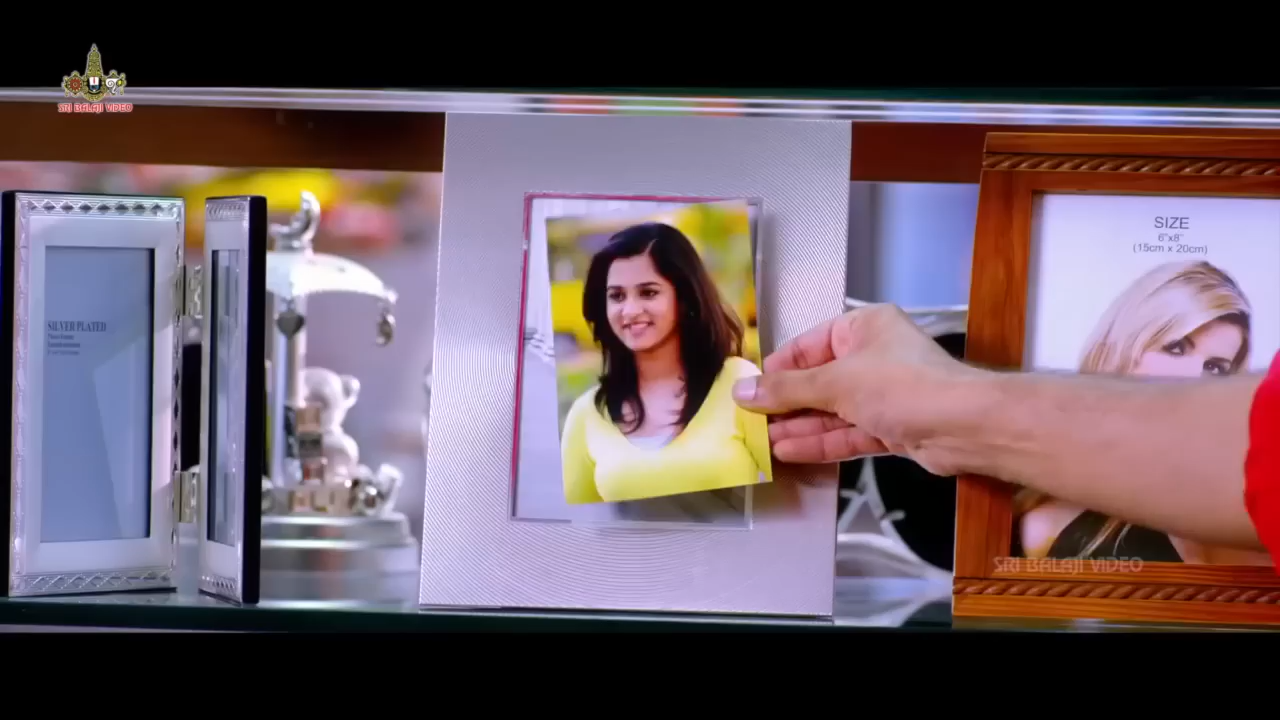 SRI BALAJI VIDEO
SILVER PLATED
SIZE
6"x8"
(15cm x 20cm)
SRI BALAJI VIDEO